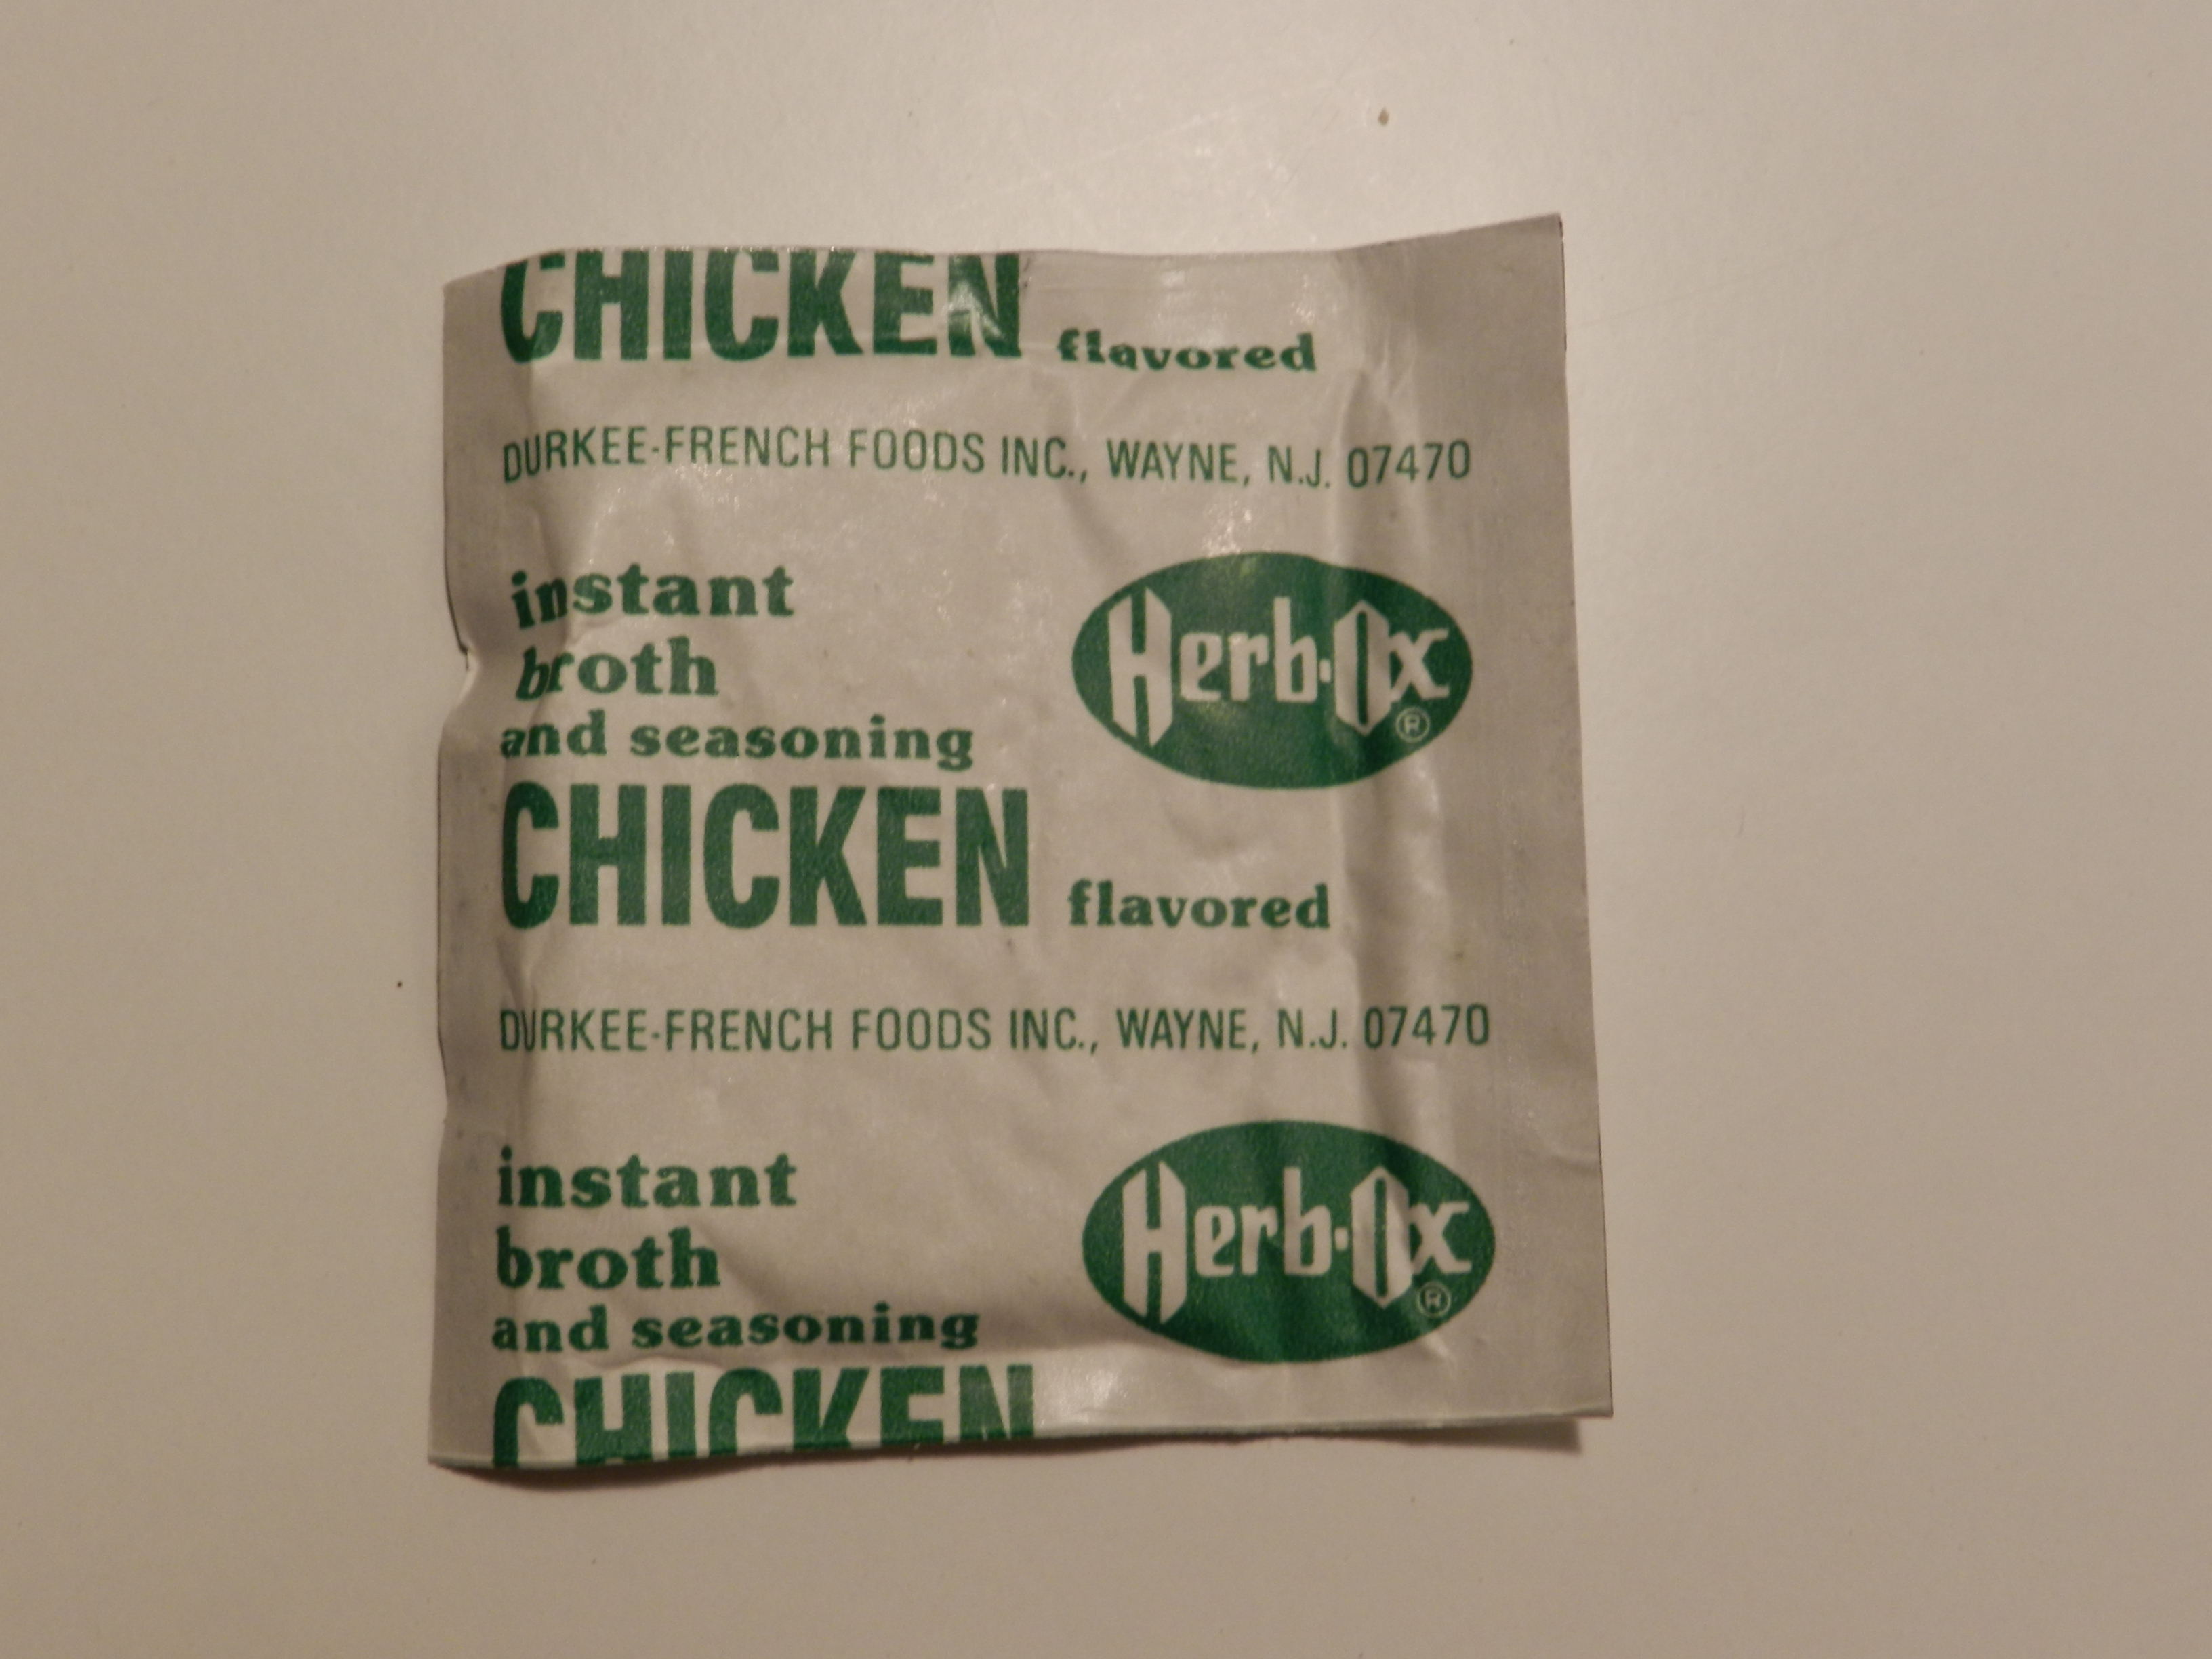 CHICKEN flavored
DURKEE-FRENCH FOODS INC., WAYNE, N.J. 07470
instant
broth
and seasoning
Herb-Ox ®
CHICKEN flavored
DURKEE-FRENCH FOODS INC., WAYNE, N.J. 07470
instant
broth
and seasoning
Herb-Ox ®
CHICKEN